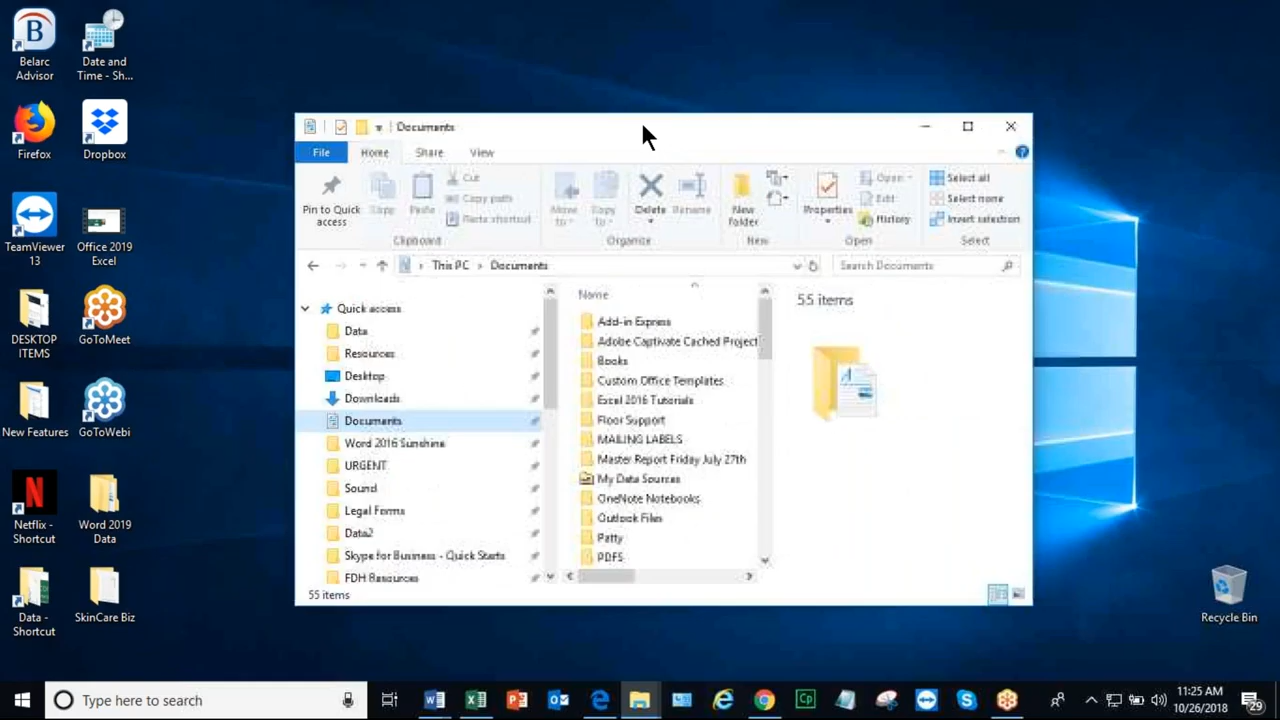 Belarc
Advisor
Date and
Time - Sh...
Firefox
Dropbox
TeamViewer
13
Office 2019
Excel
DESKTOP
ITEMS
GoToMeet
New Features
GoToWebi
Netflix -
Shortcut
Word 2019
Data
Data -
Shortcut
SkinCare Biz
Documents
File
Home
Share
View
Pin to Quick
access
Copy
Paste
Cut
Copy path
Paste shortcut
Clipboard
Move
to
Copy
to
Delete
Rename
Organize
New
folder
New
Properties
Open
Edit
History
Open
Select all
Select none
Invert selection
Select
This PC > Documents
Search Documents
Quick access
Data
Resources
Desktop
Downloads
Documents
Word 2016 Sunshine
URGENT
Sound
Legal Forms
Data2
Skype for Business - Quick Starts
FDH Resources
Name
Add-in Express
Adobe Captivate Cached Project
Books
Custom Office Templates
Excel 2016 Tutorials
Floor Support
MAILING LABELS
Master Report Friday July 27th
My Data Sources
OneNote Notebooks
Outlook Files
Patty
PDFS
55 items
55 items
Recycle Bin
Type here to search
11:25 AM
10/26/2018
29